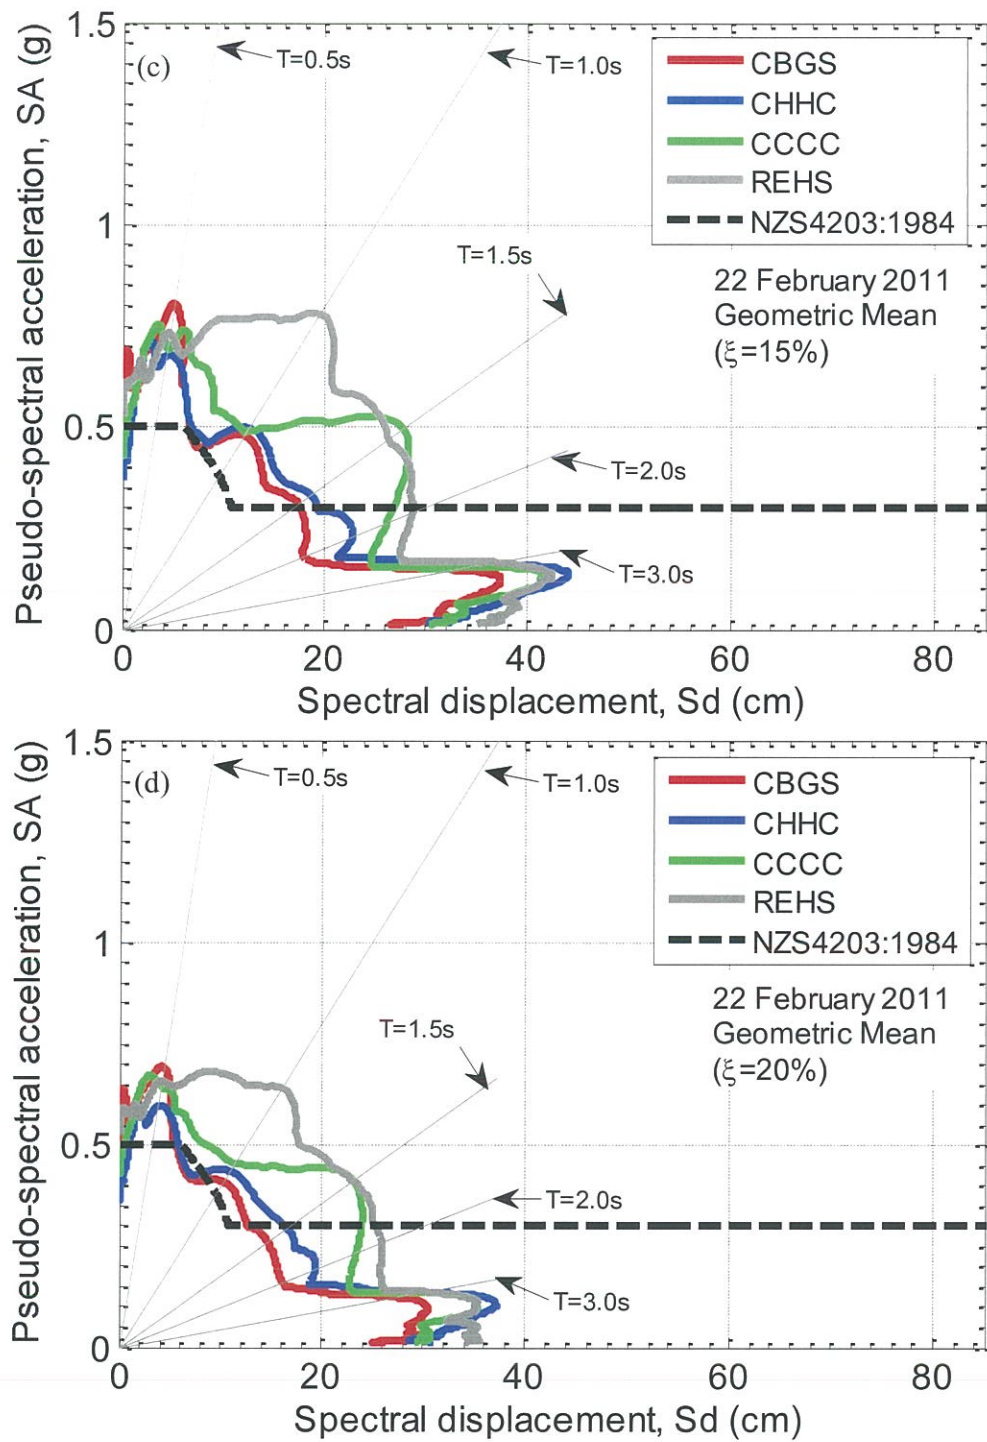 1.5
(c)
T=0.5s
T=1.0s
CBGS
CHHC
CCCC
REHS
NZS4203:1984
1
T=1.5s
22 February 2011
Geometric Mean
(ξ=15%)
0.5
T=2.0s
T=3.0s
0
Pseudo-spectral acceleration, SA (g)
0 20 40 60 80
Spectral displacement, Sd (cm)
1.5
(d)
T=0.5s
T=1.0s
CBGS
CHHC
CCCC
REHS
NZS4203:1984
1
22 February 2011
Geometric Mean
(ξ=20%)
T=1.5s
0.5
T=2.0s
T=3.0s
0
Pseudo-spectral acceleration, SA (g)
0 20 40 60 80
Spectral displacement, Sd (cm)